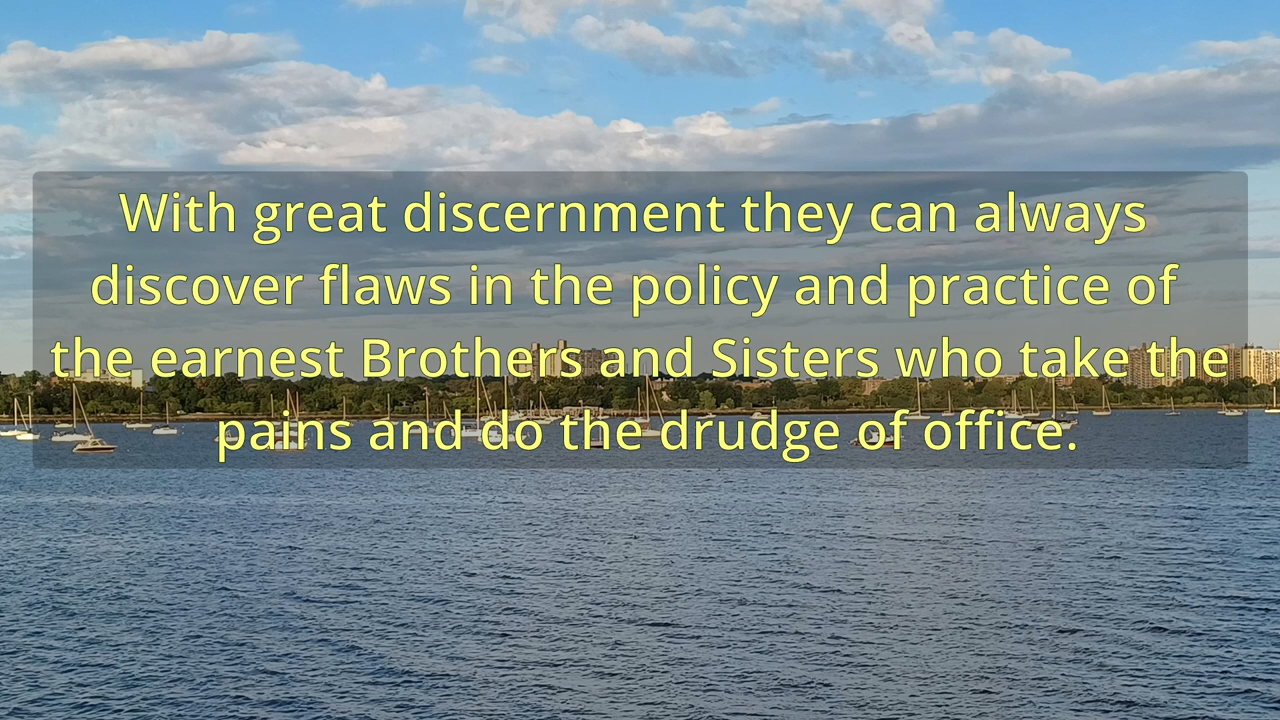 With great discernment they can always
discover flaws in the policy and practice of
the earnest Brothers and Sisters who take the
pains and do the drudge of office.